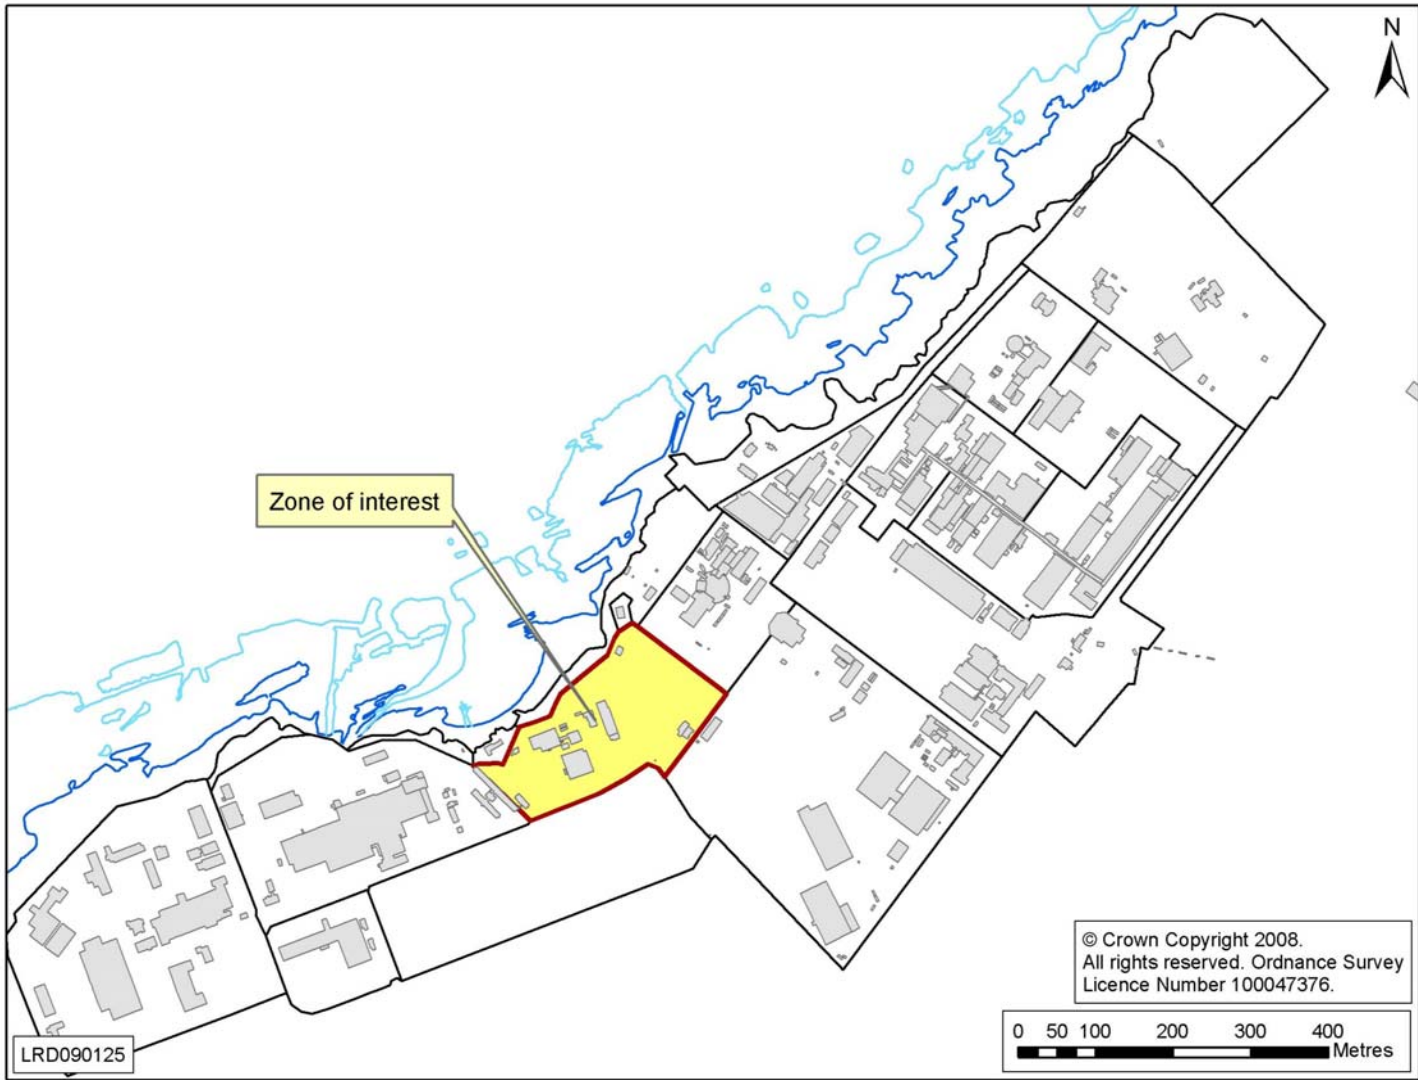 N
Zone of interest
© Crown Copyright 2008.
All rights reserved. Ordnance Survey
Licence Number 100047376.
0 50 100 200 300 400
Metres
LRD090125